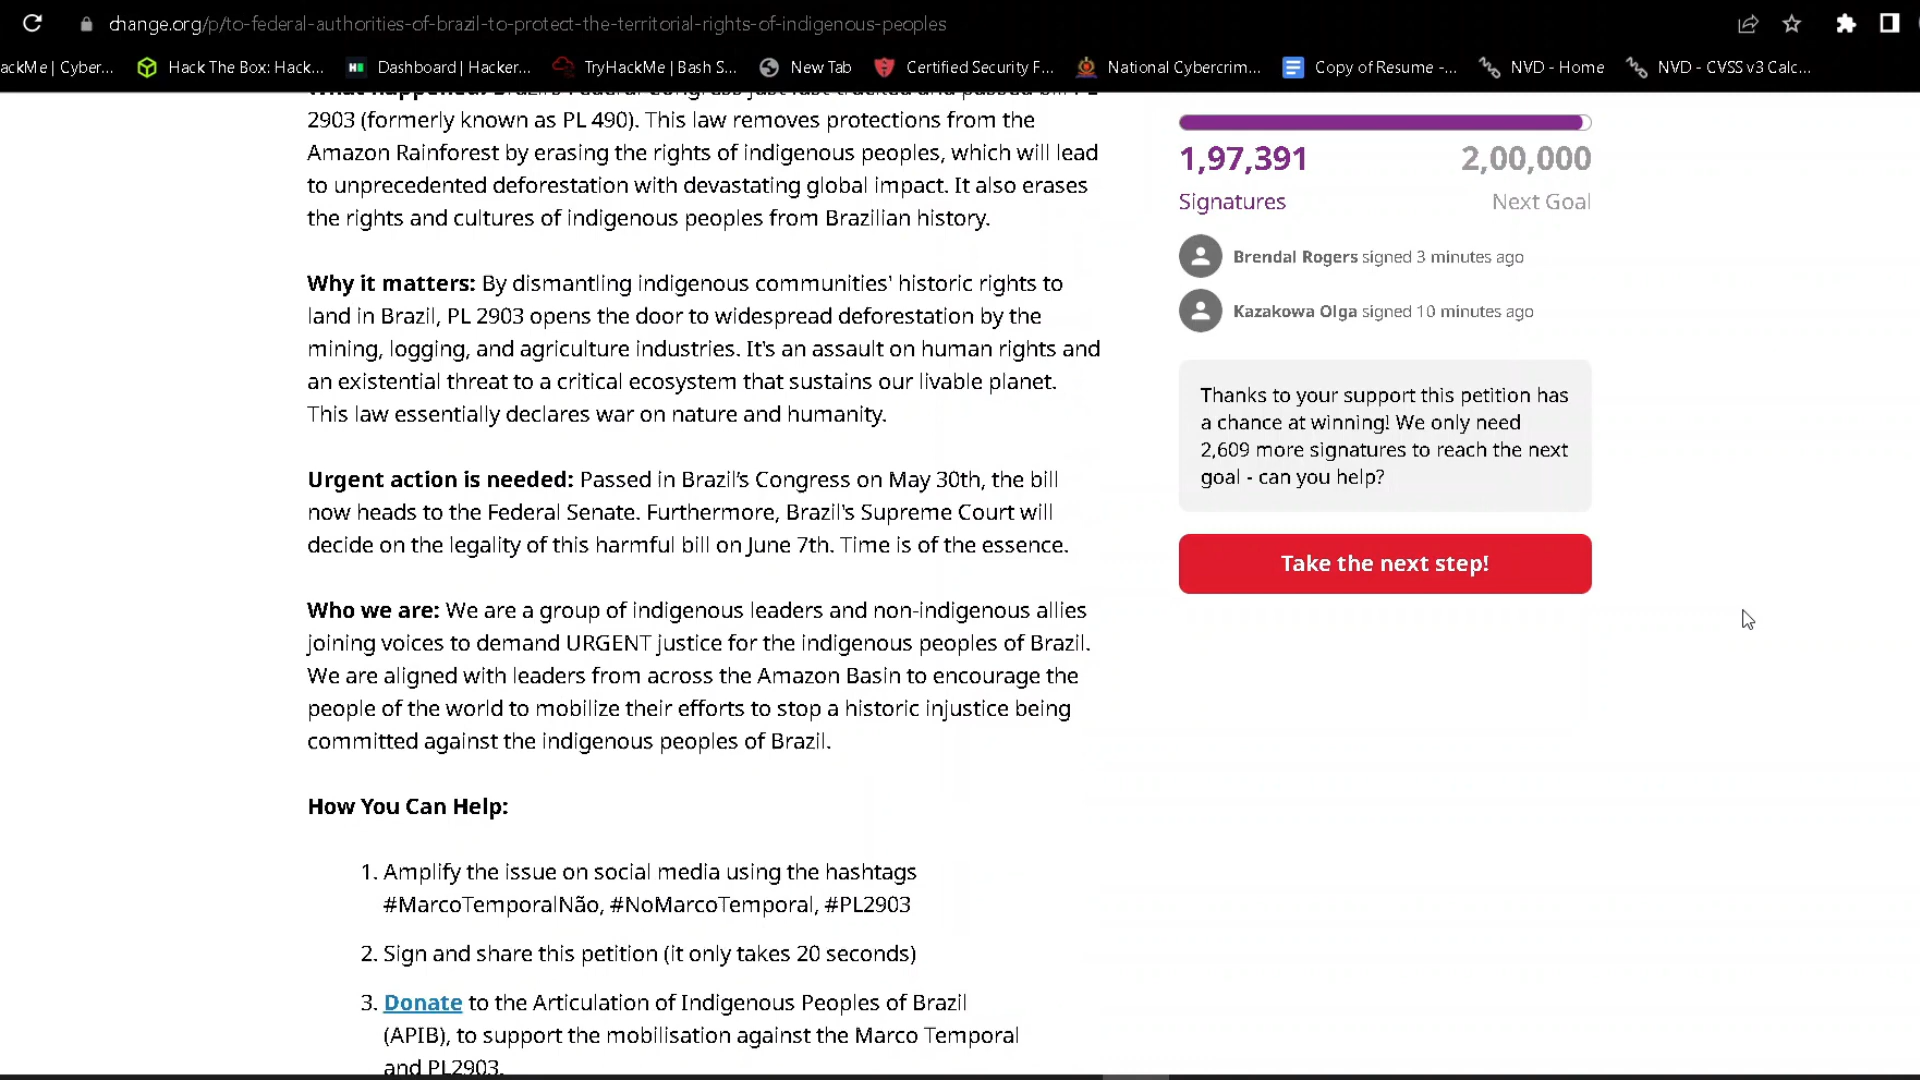 change.org/p/to-federal-authorities-of-brazil-to-protect-the-territorial-rights-of-indigenous-peoples
ackMe | Cyber... Hack The Box: Hack... Dashboard | Hacker... TryHackMe | Bash S... New Tab Certified Security F... National Cybercrim... Copy of Resume -... NVD - Home NVD - CVSS v3 Calc...
What happened: Brazil's Federal Congress just fast-tracked and passed bill PL
2903 (formerly known as PL 490). This law removes protections from the
Amazon Rainforest by erasing the rights of indigenous peoples, which will lead
to unprecedented deforestation with devastating global impact. It also erases
the rights and cultures of indigenous peoples from Brazilian history.
Why it matters: By dismantling indigenous communities' historic rights to
land in Brazil, PL 2903 opens the door to widespread deforestation by the
mining, logging, and agriculture industries. It's an assault on human rights and
an existential threat to a critical ecosystem that sustains our livable planet.
This law essentially declares war on nature and humanity.
Urgent action is needed: Passed in Brazil's Congress on May 30th, the bill
now heads to the Federal Senate. Furthermore, Brazil's Supreme Court will
decide on the legality of this harmful bill on June 7th. Time is of the essence.
Who we are: We are a group of indigenous leaders and non-indigenous allies
joining voices to demand URGENT justice for the indigenous peoples of Brazil.
We are aligned with leaders from across the Amazon Basin to encourage the
people of the world to mobilize their efforts to stop a historic injustice being
committed against the indigenous peoples of Brazil.
How You Can Help:
1. Amplify the issue on social media using the hashtags
#MarcoTemporalNão, #NoMarcoTemporal, #PL2903
2. Sign and share this petition (it only takes 20 seconds)
3. Donate to the Articulation of Indigenous Peoples of Brazil
(APIB), to support the mobilisation against the Marco Temporal
and PL2903.
1,97,391 2,00,000
Signatures Next Goal
Brendal Rogers signed 3 minutes ago
Kazakowa Olga signed 10 minutes ago
Thanks to your support this petition has
a chance at winning! We only need
2,609 more signatures to reach the next
goal - can you help?
Take the next step!